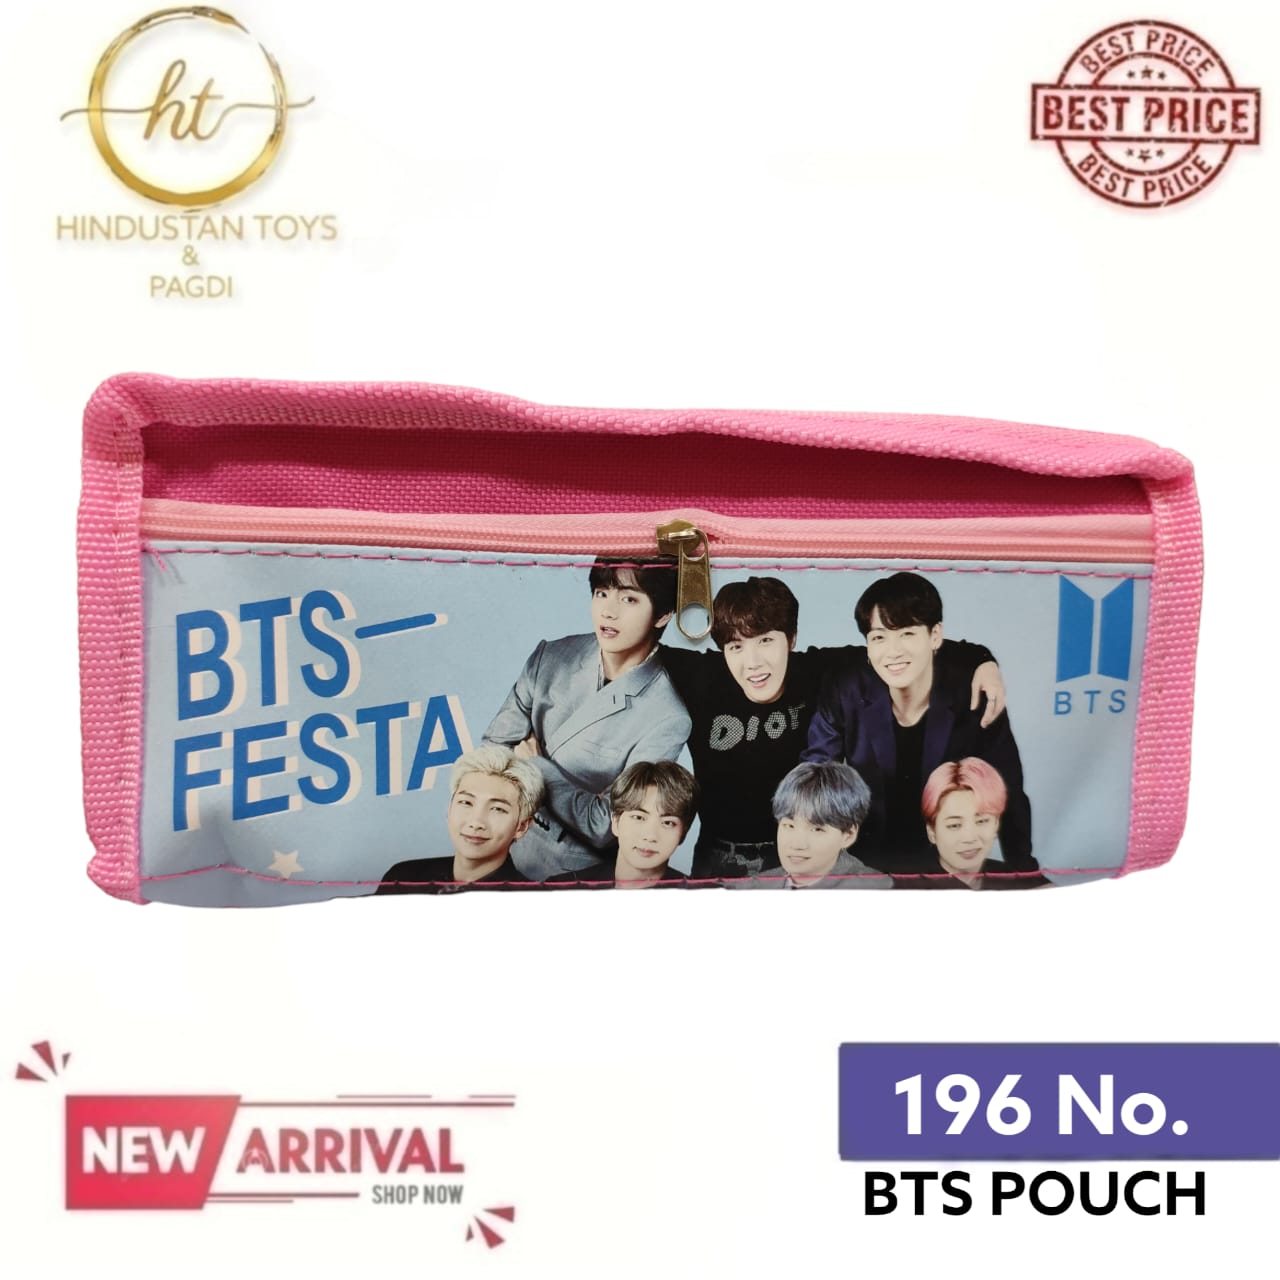 ht
HINDUSTAN TOYS
&
PAGDI
BEST PRICE
BEST PRICE
BEST PRICE
BTS—
FESTA
DIOR
BTS
NEW ARRIVAL
SHOP NOW
196 No.
BTS POUCH